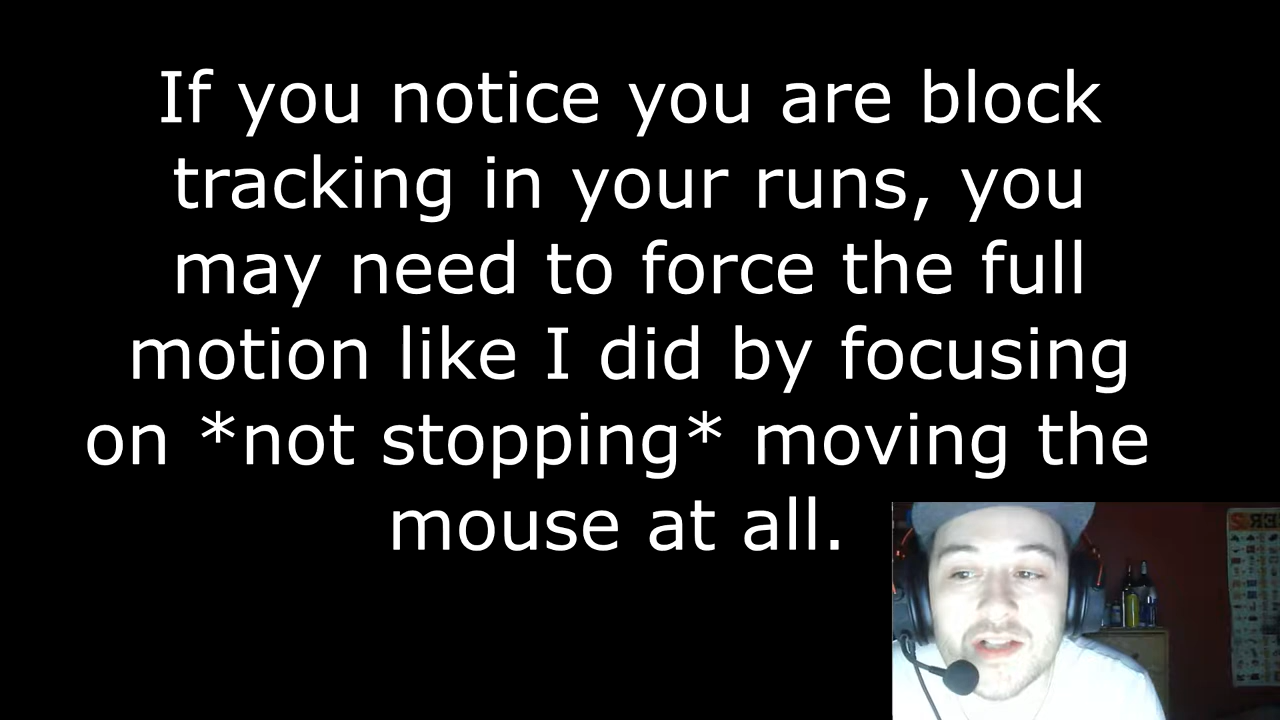 If you notice you are block
tracking in your runs, you
may need to force the full
motion like I did by focusing
on *not stopping* moving the
mouse at all.